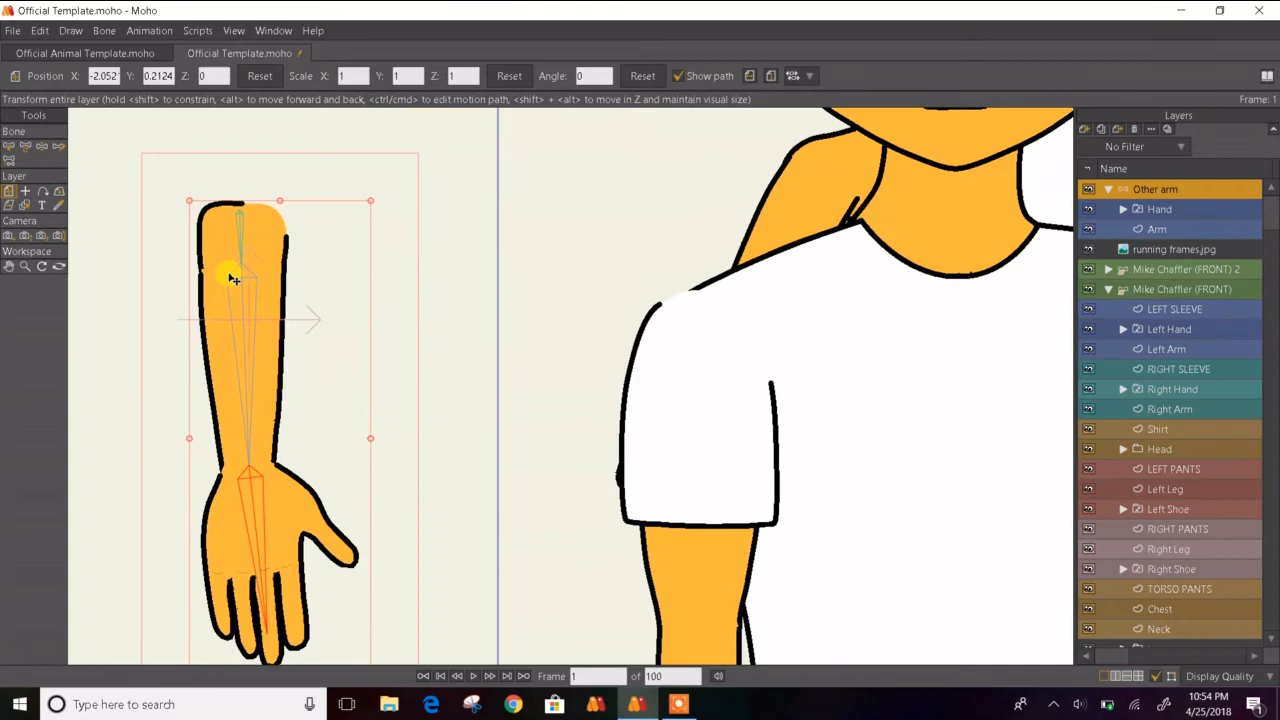 Official Template.moho - Moho
File Edit Draw Bone Animation Scripts View Window Help
Official Animal Template.moho Official Template.moho
Position X: -2.052 Y: 0.2124 Z: 0 Reset Scale X: 1 Y: 1 Z: 1 Reset Angle: 0 Reset Show path
Transform entire layer (hold <shift> to constrain, <alt> to move forward and back, <ctrl/cmd> to edit motion path, <shift> + <alt> to move in Z and maintain visual size) Frame: 1
Tools
Bone
Layer
Camera
Workspace
Layers
No Filter
Name
Other arm
Hand
Arm
running frames.jpg
Mike Chaffler (FRONT) 2
Mike Chaffler (FRONT)
LEFT SLEEVE
Left Hand
Left Arm
RIGHT SLEEVE
Right Hand
Right Arm
Shirt
Head
LEFT PANTS
Left Leg
Left Shoe
RIGHT PANTS
Right Leg
Right Shoe
TORSO PANTS
Chest
Neck
Frame 1 of 100 Display Quality
Type here to search
10:54 PM
4/25/2018